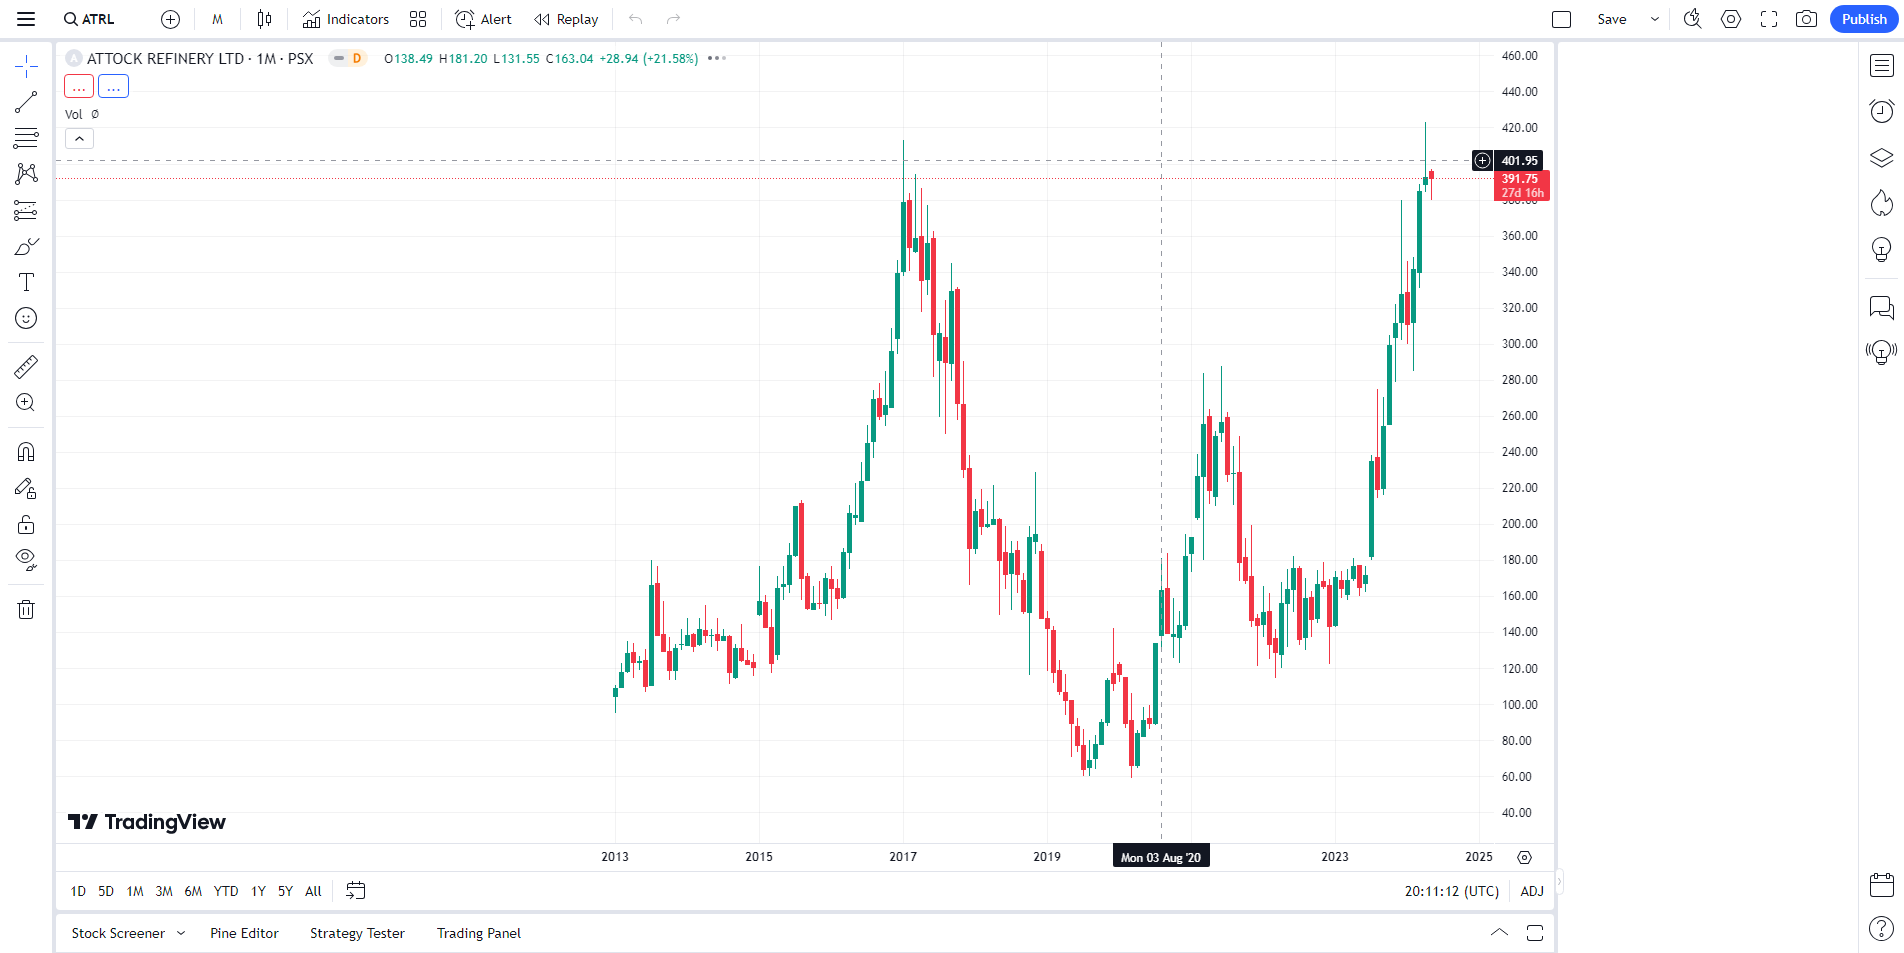 ATRL
M
Indicators
Alert
Replay
Save
Publish
A ATTOCK REFINERY LTD · 1M · PSX
D
O138.49 H181.20 L131.55 C163.04 +28.94 (+21.58%)
...
...
Vol Ø
460.00
440.00
420.00
401.95
391.75
27d 16h
380.00
360.00
340.00
320.00
300.00
280.00
260.00
240.00
220.00
200.00
180.00
160.00
140.00
120.00
100.00
80.00
60.00
40.00
TradingView
2013 2015 2017 2019 Mon 03 Aug '20 2023 2025
1D 5D 1M 3M 6M YTD 1Y 5Y All
20:11:12 (UTC) ADJ
Stock Screener Pine Editor Strategy Tester Trading Panel